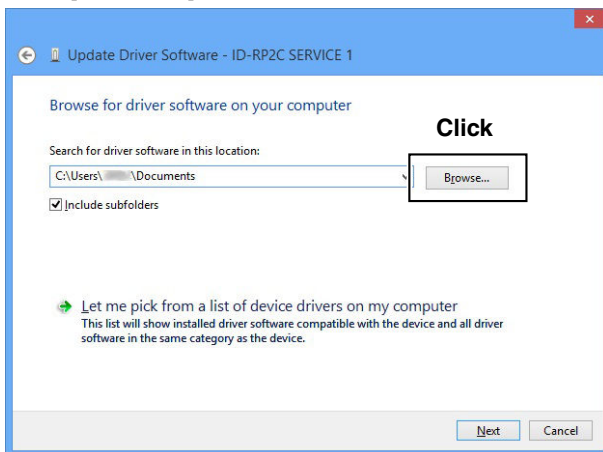 Update Driver Software - ID-RP2C SERVICE 1
Browse for driver software on your computer
Click
Search for driver software in this location:
C:\Users\ \Documents
Browse...
Include subfolders
Let me pick from a list of device drivers on my computer
This list will show installed driver software compatible with the device and all driver
software in the same category as the device.
Next Cancel